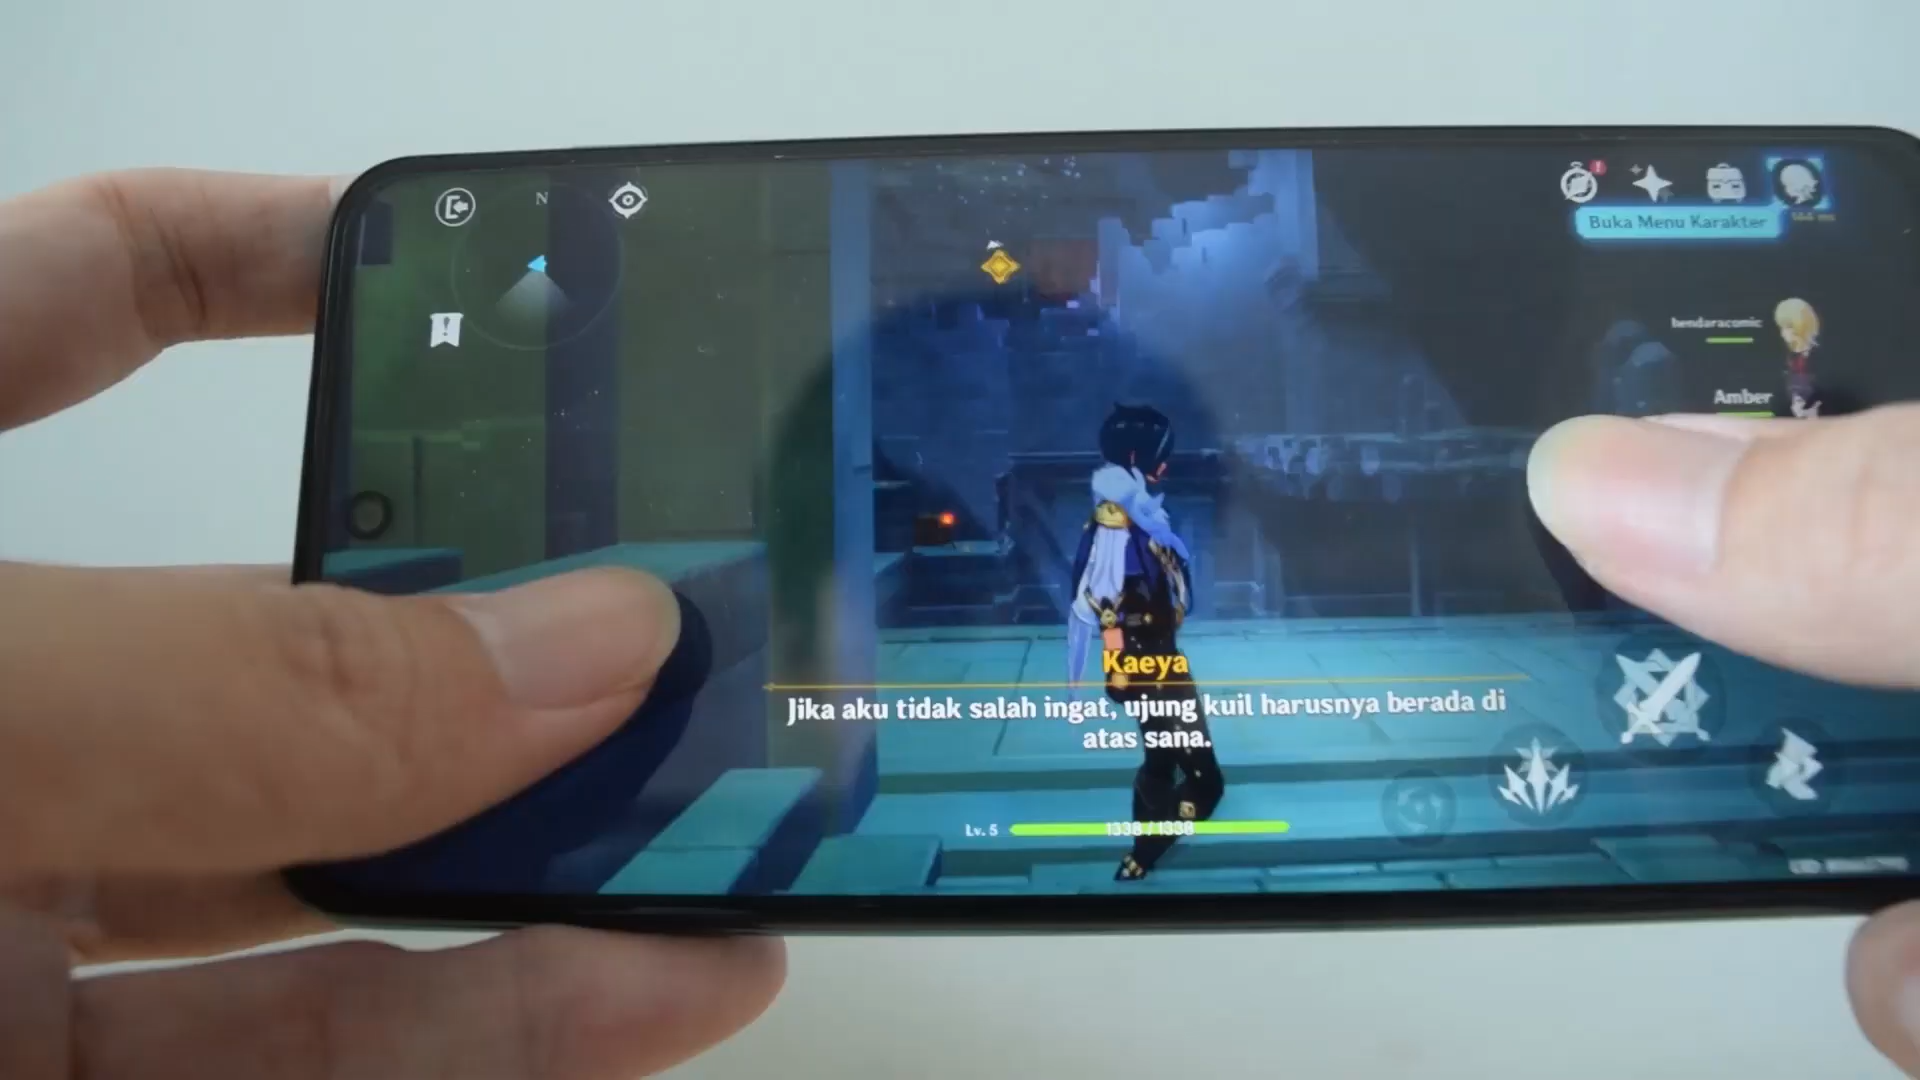 N
Buka Menu Karakter
bendaracomic
Amber
Kaeya
Jika aku tidak salah ingat, ujung kuil harusnya berada di
atas sana.
Lv. 5
1338 / 1338